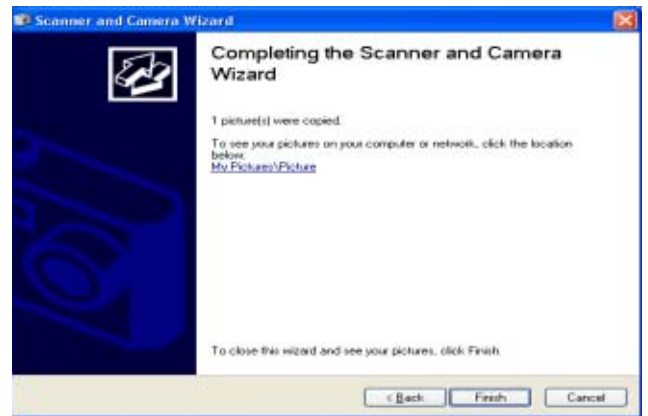 Scanner and Camera Wizard
Completing the Scanner and Camera
Wizard
1 picture(s) were copied.
To see your pictures on your computer or network, click the location
below:
My Pictures\Picture
To close this wizard and see your pictures, click Finish.
< Back
Finish
Cancel